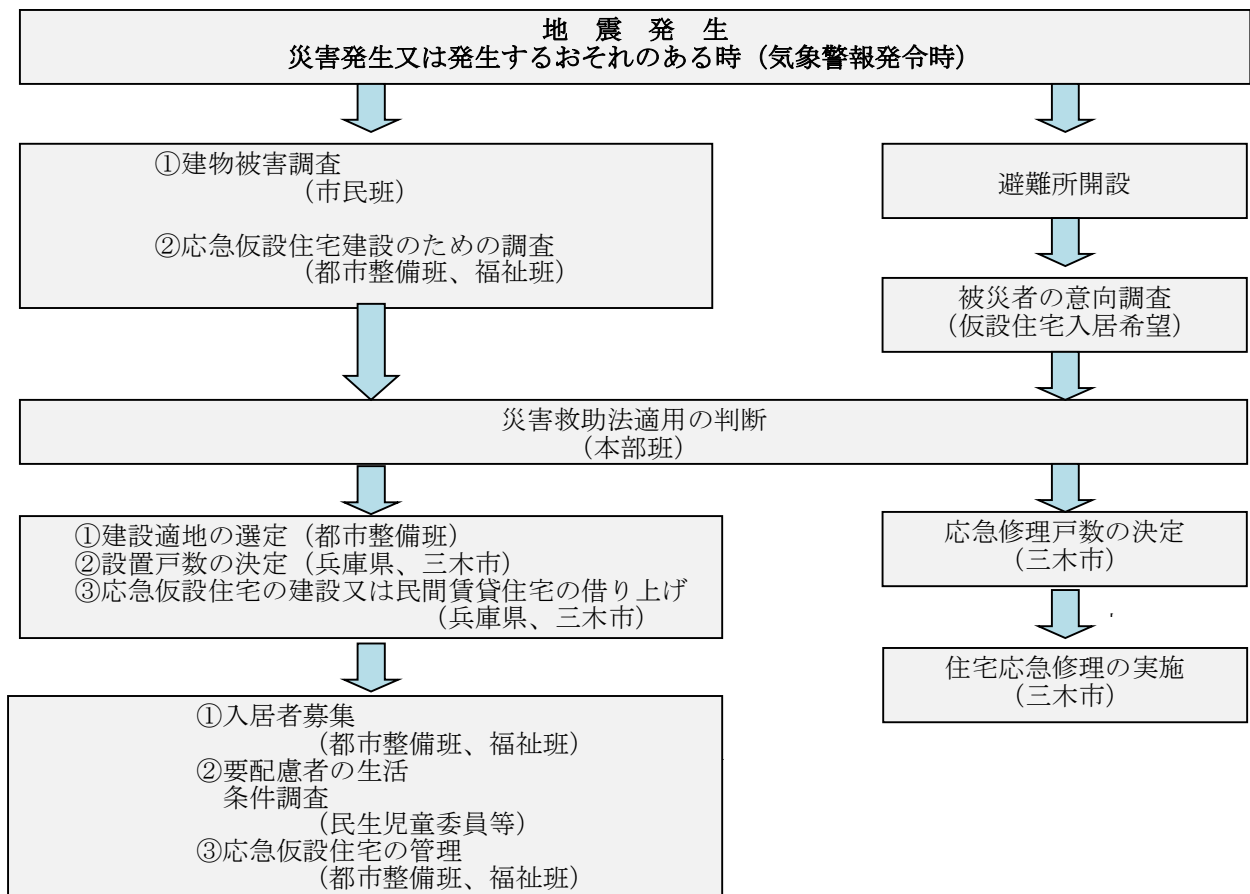 地 震 発 生
災害発生又は発生するおそれのある時（気象警報発令時）
①建物被害調査
（市民班）
②応急仮設住宅建設のための調査
（都市整備班、福祉班）
避難所開設
被災者の意向調査
（仮設住宅入居希望）
災害救助法適用の判断
（本部班）
①建設適地の選定（都市整備班）
②設置戸数の決定（兵庫県、三木市）
③応急仮設住宅の建設又は民間賃貸住宅の借り上げ
（兵庫県、三木市）
応急修理戸数の決定
（三木市）
住宅応急修理の実施
（三木市）
①入居者募集
（都市整備班、福祉班）
②要配慮者の生活
条件調査
（民生児童委員等）
③応急仮設住宅の管理
（都市整備班、福祉班）